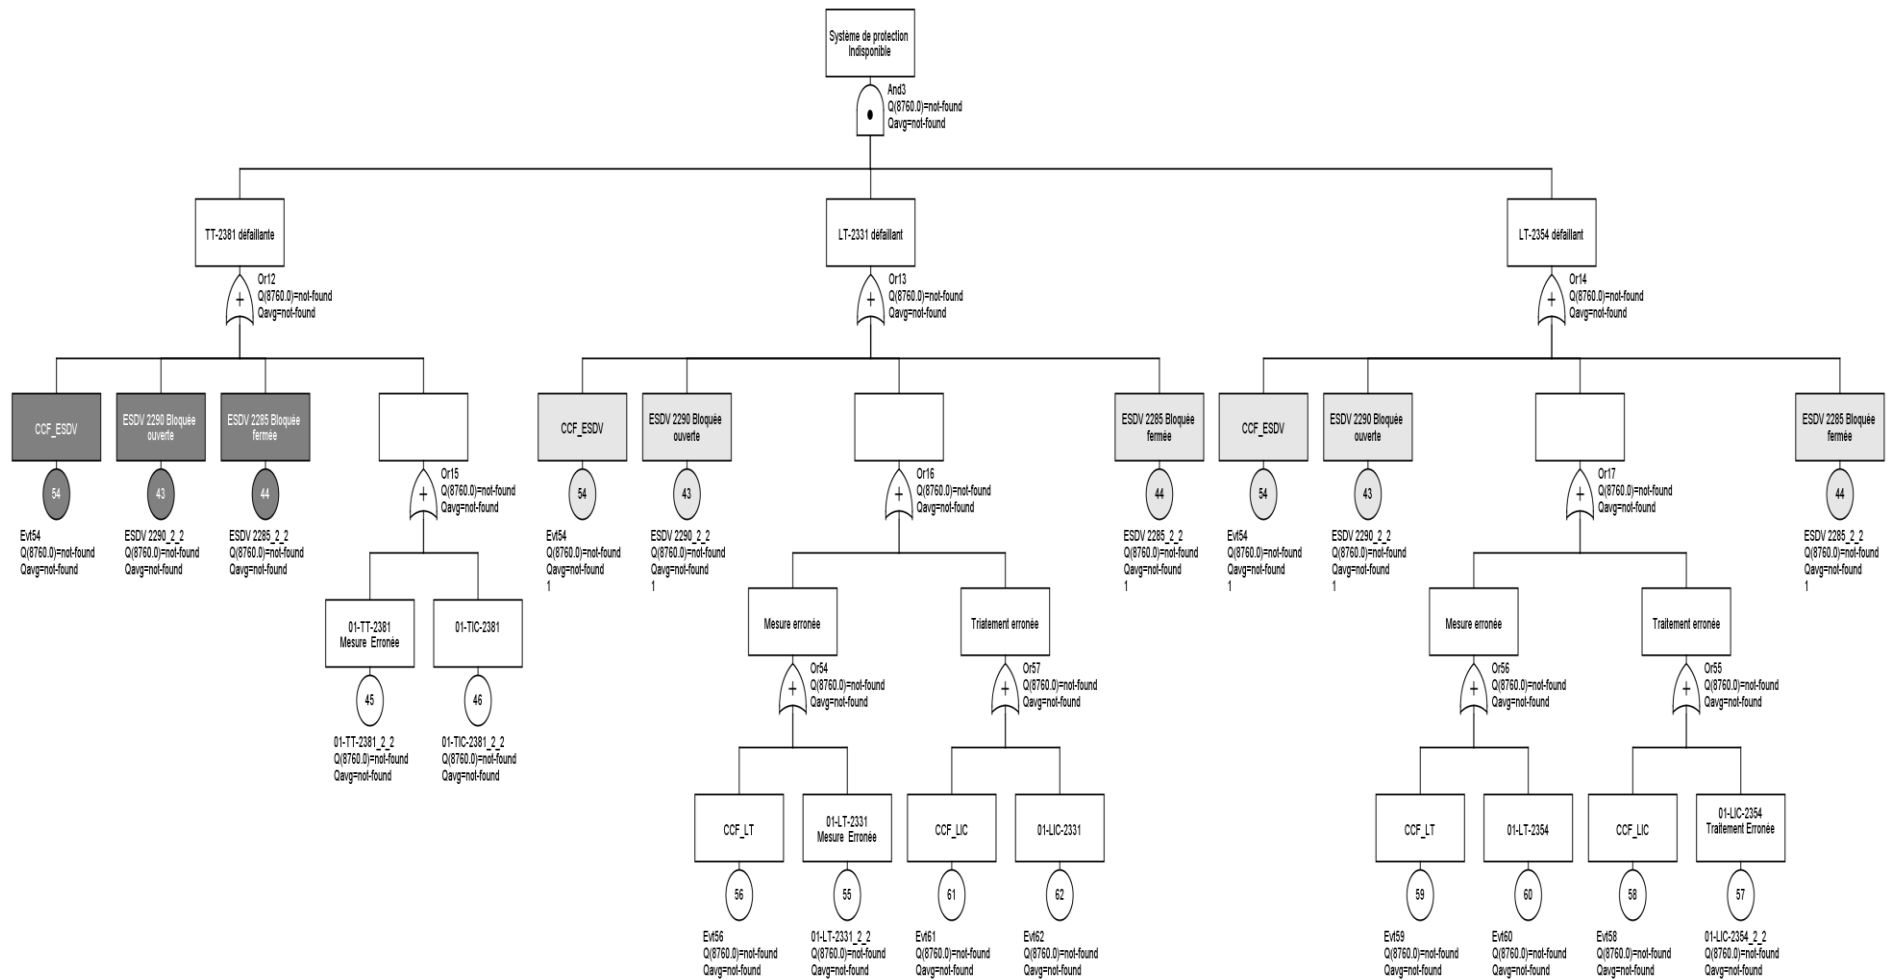 Système de protection
Indisponible
And3
Q(8760.0)=not-found
Qavg=not-found
TT-2381 défaillante
Or12
Q(8760.0)=not-found
Qavg=not-found
LT-2331 défaillant
Or13
Q(8760.0)=not-found
Qavg=not-found
LT-2354 défaillant
Or14
Q(8760.0)=not-found
Qavg=not-found
CCF_ESDV
54
Evt54
Q(8760.0)=not-found
Qavg=not-found
ESDV 2290 Bloquée
ouverte
43
ESDV 2290_2_2
Q(8760.0)=not-found
Qavg=not-found
ESDV 2285 Bloquée
fermée
44
ESDV 2285_2_2
Q(8760.0)=not-found
Qavg=not-found
Or15
Q(8760.0)=not-found
Qavg=not-found
01-TT-2381
Mesure Erronée
45
01-TT-2381_2_2
Q(8760.0)=not-found
Qavg=not-found
01-TIC-2381
46
01-TIC-2381_2_2
Q(8760.0)=not-found
Qavg=not-found
CCF_ESDV
54
Evt54
Q(8760.0)=not-found
Qavg=not-found
1
ESDV 2290 Bloquée
ouverte
43
ESDV 2290_2_2
Q(8760.0)=not-found
Qavg=not-found
1
Or16
Q(8760.0)=not-found
Qavg=not-found
ESDV 2285 Bloquée
fermée
44
ESDV 2285_2_2
Q(8760.0)=not-found
Qavg=not-found
1
Mesure erronée
Or54
Q(8760.0)=not-found
Qavg=not-found
Triatement erronée
Or57
Q(8760.0)=not-found
Qavg=not-found
CCF_LT
56
Evt56
Q(8760.0)=not-found
Qavg=not-found
01-LT-2331
Mesure Erronée
55
01-LT-2331_2_2
Q(8760.0)=not-found
Qavg=not-found
CCF_LIC
61
Evt61
Q(8760.0)=not-found
Qavg=not-found
01-LIC-2331
62
Evt62
Q(8760.0)=not-found
Qavg=not-found
CCF_ESDV
54
Evt54
Q(8760.0)=not-found
Qavg=not-found
1
ESDV 2290 Bloquée
ouverte
43
ESDV 2290_2_2
Q(8760.0)=not-found
Qavg=not-found
1
Or17
Q(8760.0)=not-found
Qavg=not-found
ESDV 2285 Bloquée
fermée
44
ESDV 2285_2_2
Q(8760.0)=not-found
Qavg=not-found
1
Mesure erronée
Or56
Q(8760.0)=not-found
Qavg=not-found
Traitement erronée
Or55
Q(8760.0)=not-found
Qavg=not-found
CCF_LT
59
Evt59
Q(8760.0)=not-found
Qavg=not-found
01-LT-2354
60
Evt60
Q(8760.0)=not-found
Qavg=not-found
CCF_LIC
58
Evt58
Q(8760.0)=not-found
Qavg=not-found
01-LIC-2354
Traitement Erronée
57
01-LIC-2354_2_2
Q(8760.0)=not-found
Qavg=not-found